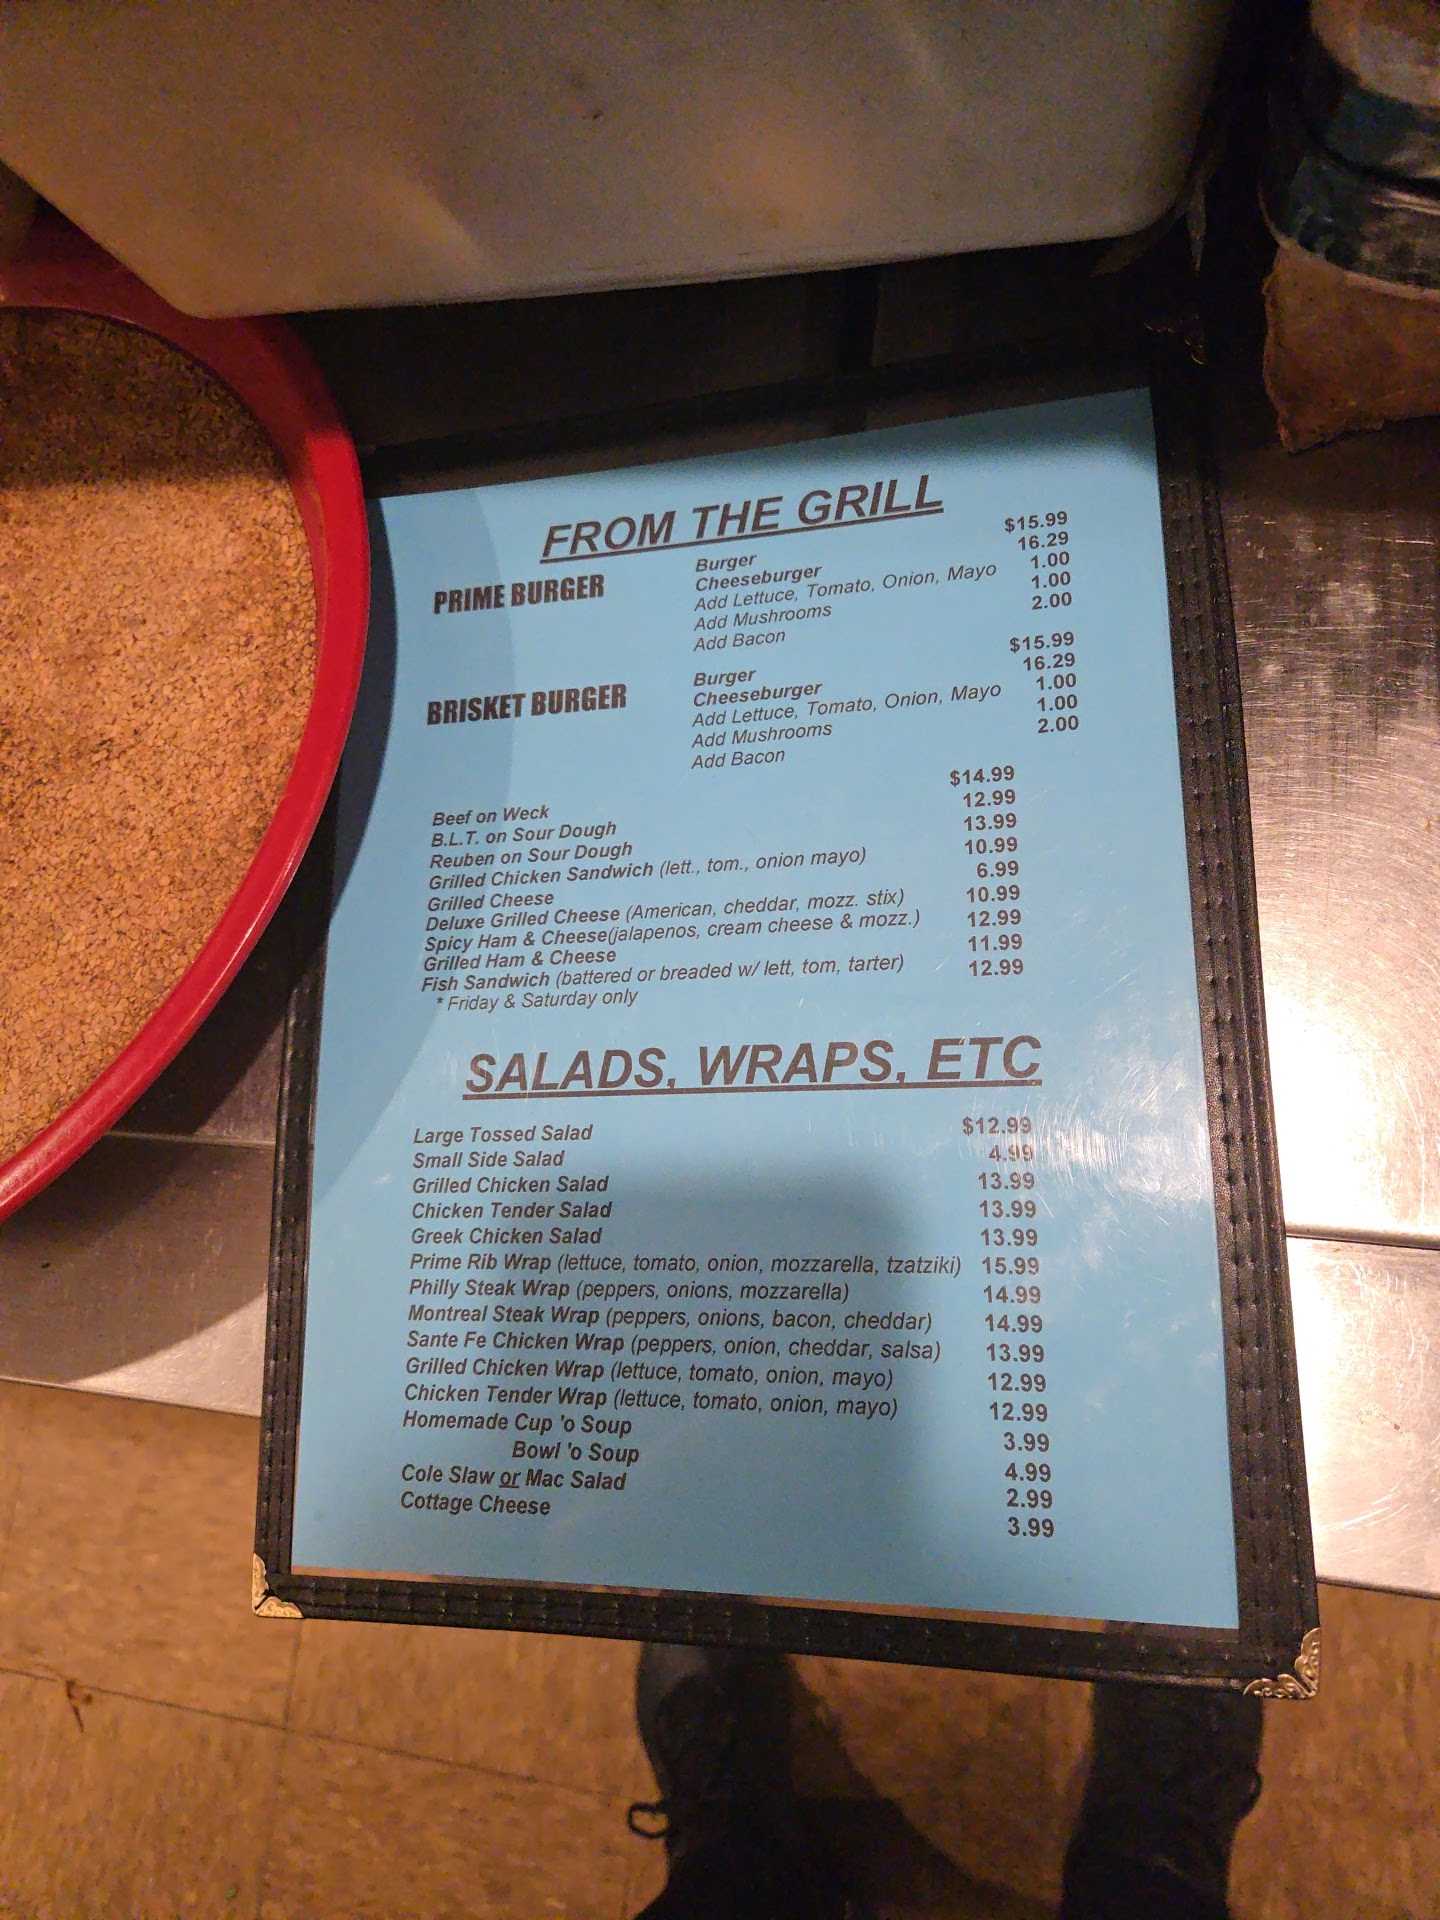 FROM THE GRILL
PRIME BURGER Burger $15.99
Cheeseburger 16.29
Add Lettuce, Tomato, Onion, Mayo 1.00
Add Mushrooms 1.00
Add Bacon 2.00
BRISKET BURGER Burger $15.99
Cheeseburger 16.29
Add Lettuce, Tomato, Onion, Mayo 1.00
Add Mushrooms 1.00
Add Bacon 2.00
Beef on Weck $14.99
B.L.T. on Sour Dough 12.99
Reuben on Sour Dough 13.99
Grilled Chicken Sandwich (lett., tom., onion mayo) 10.99
Grilled Cheese 6.99
Deluxe Grilled Cheese (American, cheddar, mozz. stix) 10.99
Spicy Ham & Cheese(jalapenos, cream cheese & mozz.) 12.99
Grilled Ham & Cheese 11.99
Fish Sandwich (battered or breaded w/ lett, tom, tarter) 12.99
* Friday & Saturday only
SALADS, WRAPS, ETC
Large Tossed Salad $12.99
Small Side Salad 4.99
Grilled Chicken Salad 13.99
Chicken Tender Salad 13.99
Greek Chicken Salad 13.99
Prime Rib Wrap (lettuce, tomato, onion, mozzarella, tzatziki) 15.99
Philly Steak Wrap (peppers, onions, mozzarella) 14.99
Montreal Steak Wrap (peppers, onions, bacon, cheddar) 14.99
Sante Fe Chicken Wrap (peppers, onion, cheddar, salsa) 13.99
Grilled Chicken Wrap (lettuce, tomato, onion, mayo) 12.99
Chicken Tender Wrap (lettuce, tomato, onion, mayo) 12.99
Homemade Cup 'o Soup 3.99
Bowl 'o Soup 4.99
Cole Slaw or Mac Salad 2.99
Cottage Cheese 3.99